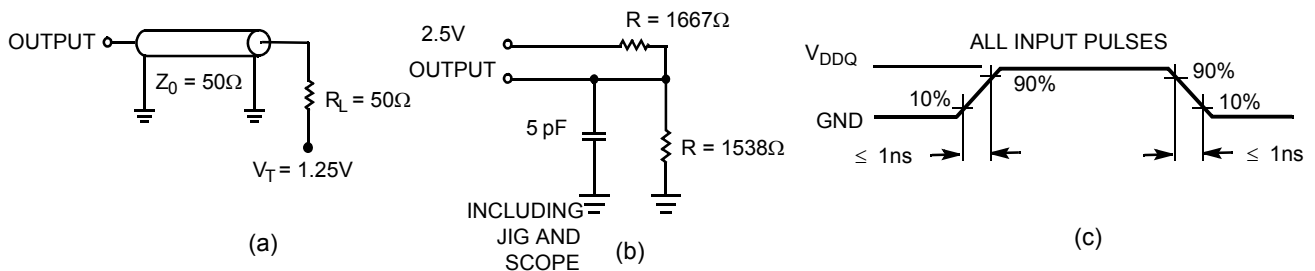 OUTPUT
Z0 = 50Ω
RL = 50Ω
VT = 1.25V
(a)
R = 1667Ω
2.5V
OUTPUT
5 pF
R = 1538Ω
INCLUDING
JIG AND
SCOPE
(b)
ALL INPUT PULSES
VDDQ
90%
90%
10%
10%
GND
≤ 1ns
≤ 1ns
(c)